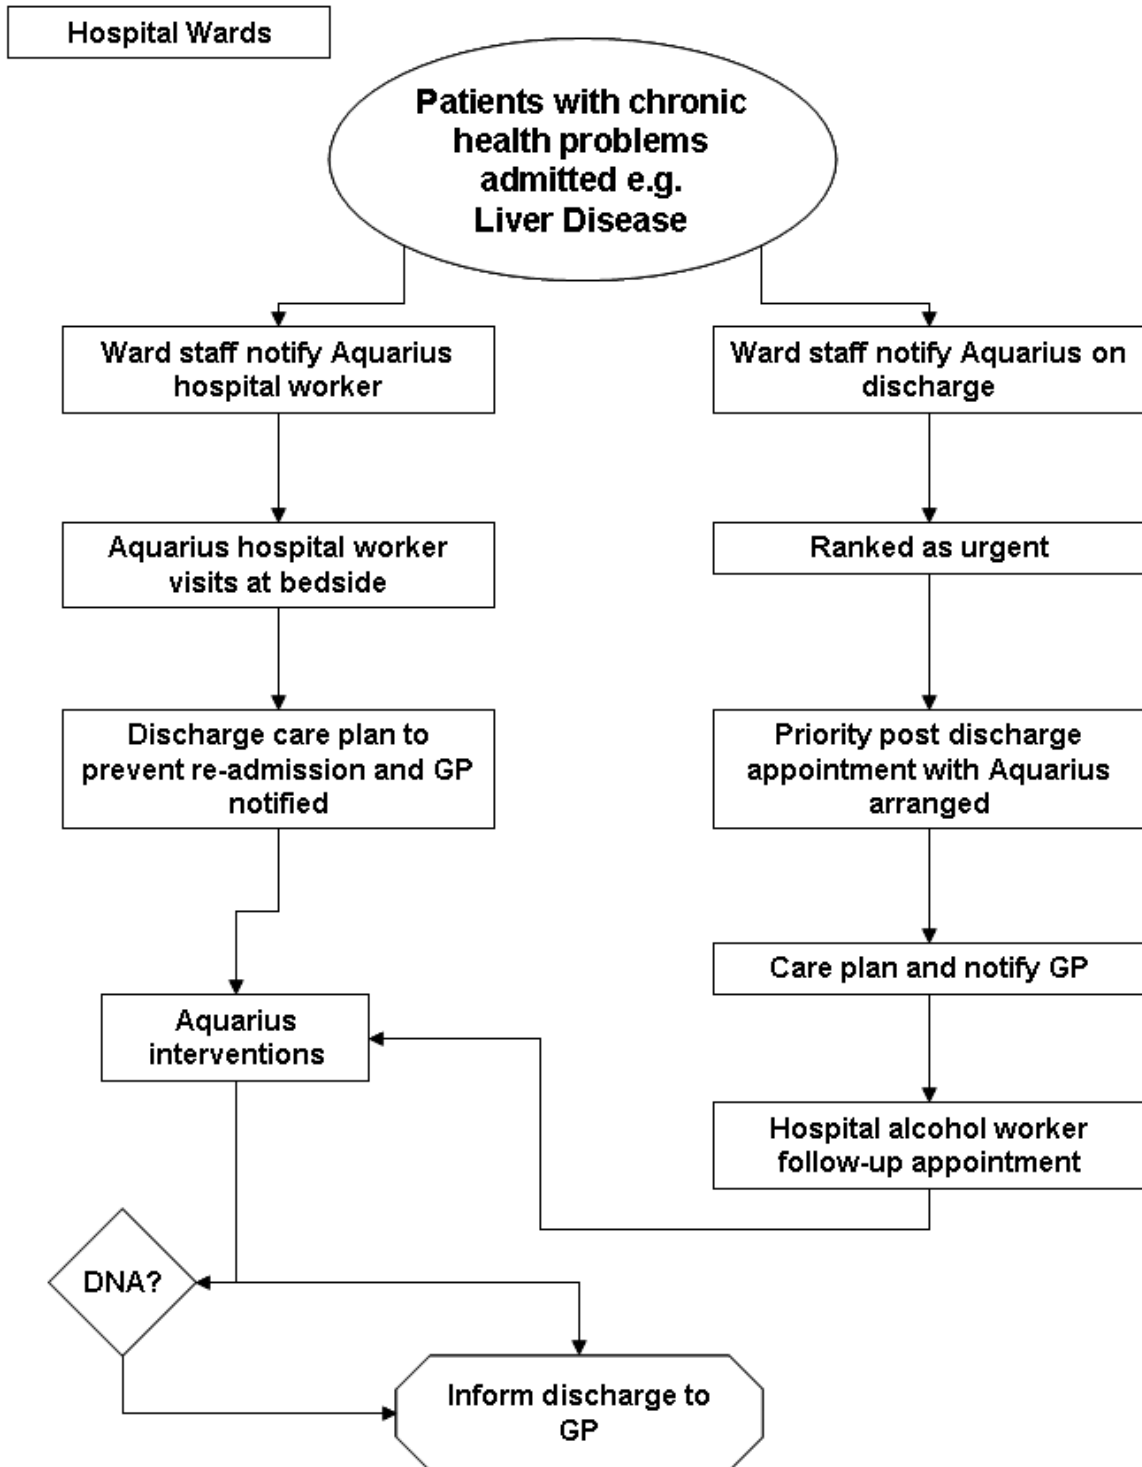 Hospital Wards
Patients with chronic
health problems
admitted e.g.
Liver Disease
Ward staff notify Aquarius
hospital worker
Ward staff notify Aquarius on
discharge
Aquarius hospital worker
visits at bedside
Ranked as urgent
Discharge care plan to
prevent re-admission and GP
notified
Priority post discharge
appointment with Aquarius
arranged
Care plan and notify GP
Aquarius
interventions
Hospital alcohol worker
follow-up appointment
DNA?
Inform discharge to
GP